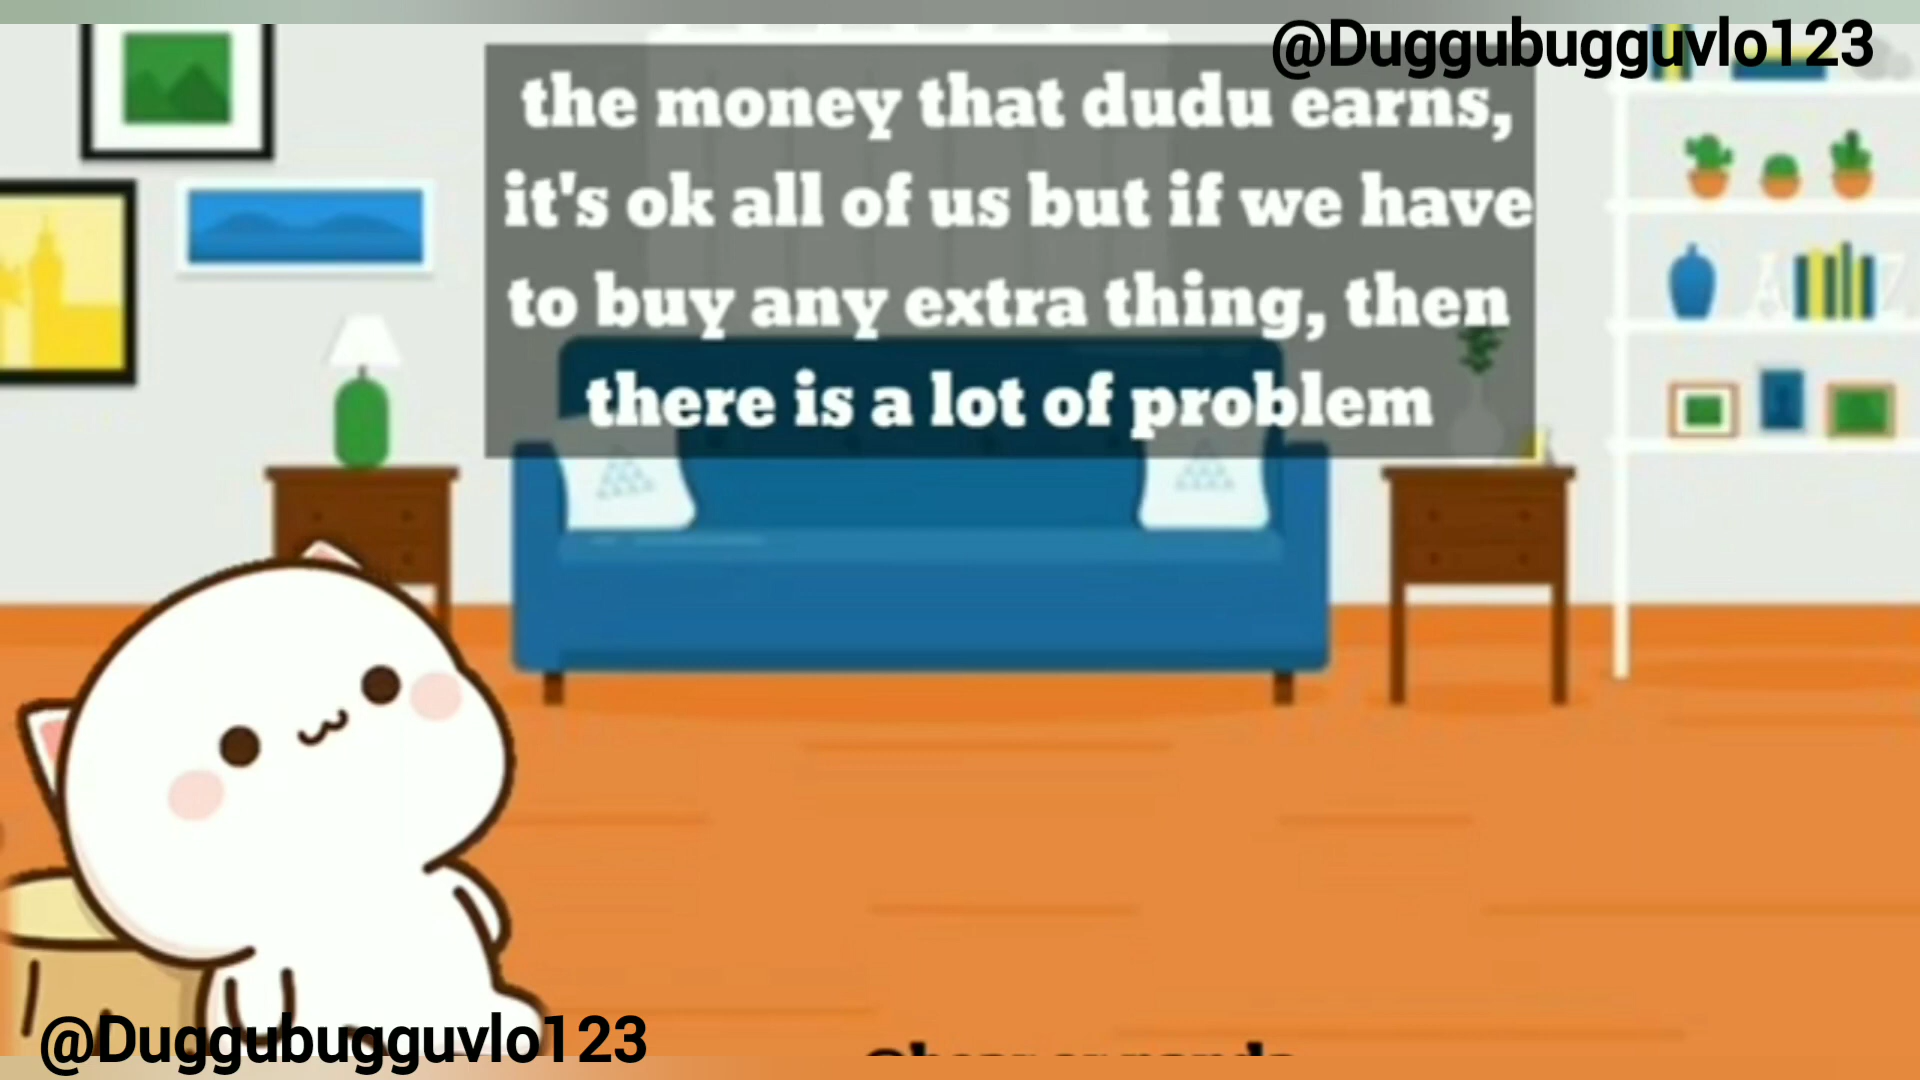 @Duggubugguvlo123
the money that dudu earns,
it's ok all of us but if we have
to buy any extra thing, then
there is a lot of problem
A Z
@Duggubugguvlo123